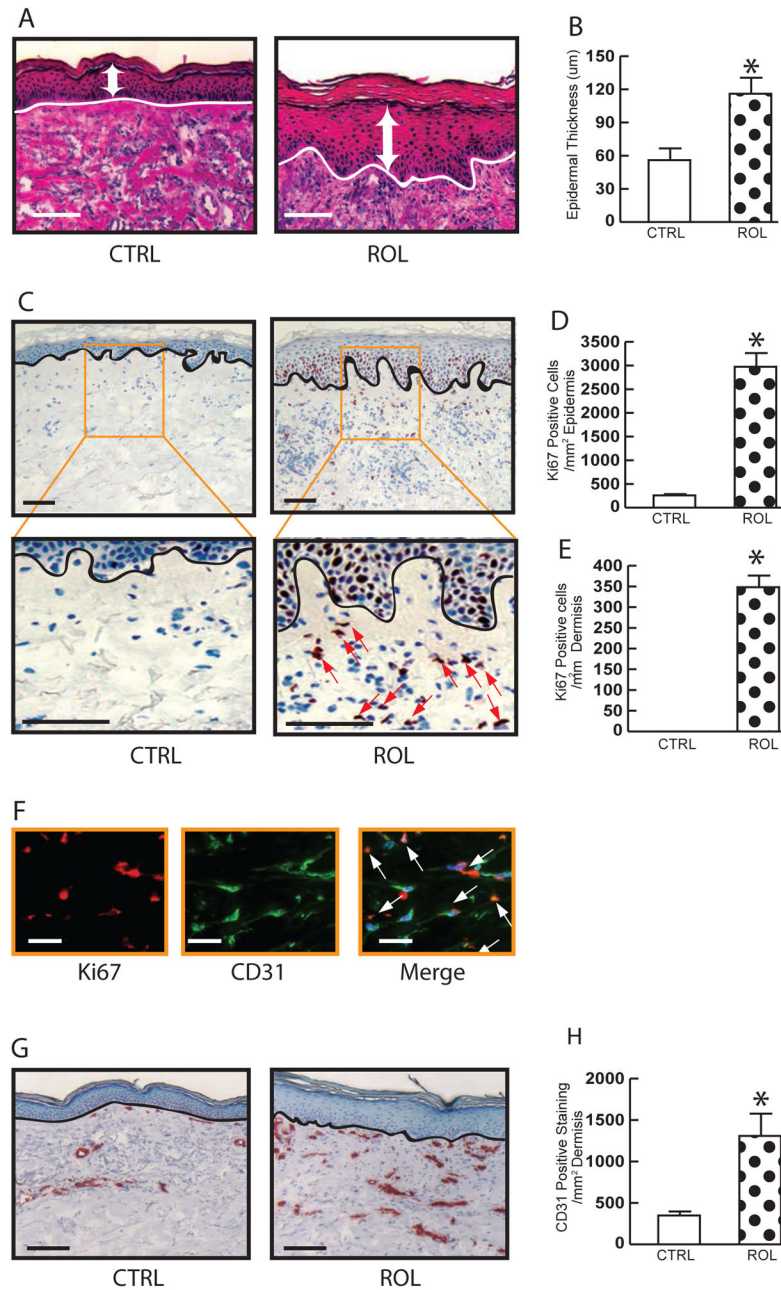 A
CTRL
ROL
B
Epidermal Thickness (um)
150
120
90
60
30
0
*
CTRL
ROL
C
CTRL
ROL
D
Ki67 Positive Cells
/mm² Epidermis
3500
3000
2500
2000
1500
1000
500
0
*
CTRL
ROL
E
Ki67 Positive cells
/m²m Dermisis
400
350
300
250
200
150
100
50
0
*
CTRL
ROL
F
Ki67
CD31
Merge
G
CTRL
ROL
H
CD31 Positive Staining
/mm² Dermisis
2000
1500
1000
500
0
*
CTRL
ROL